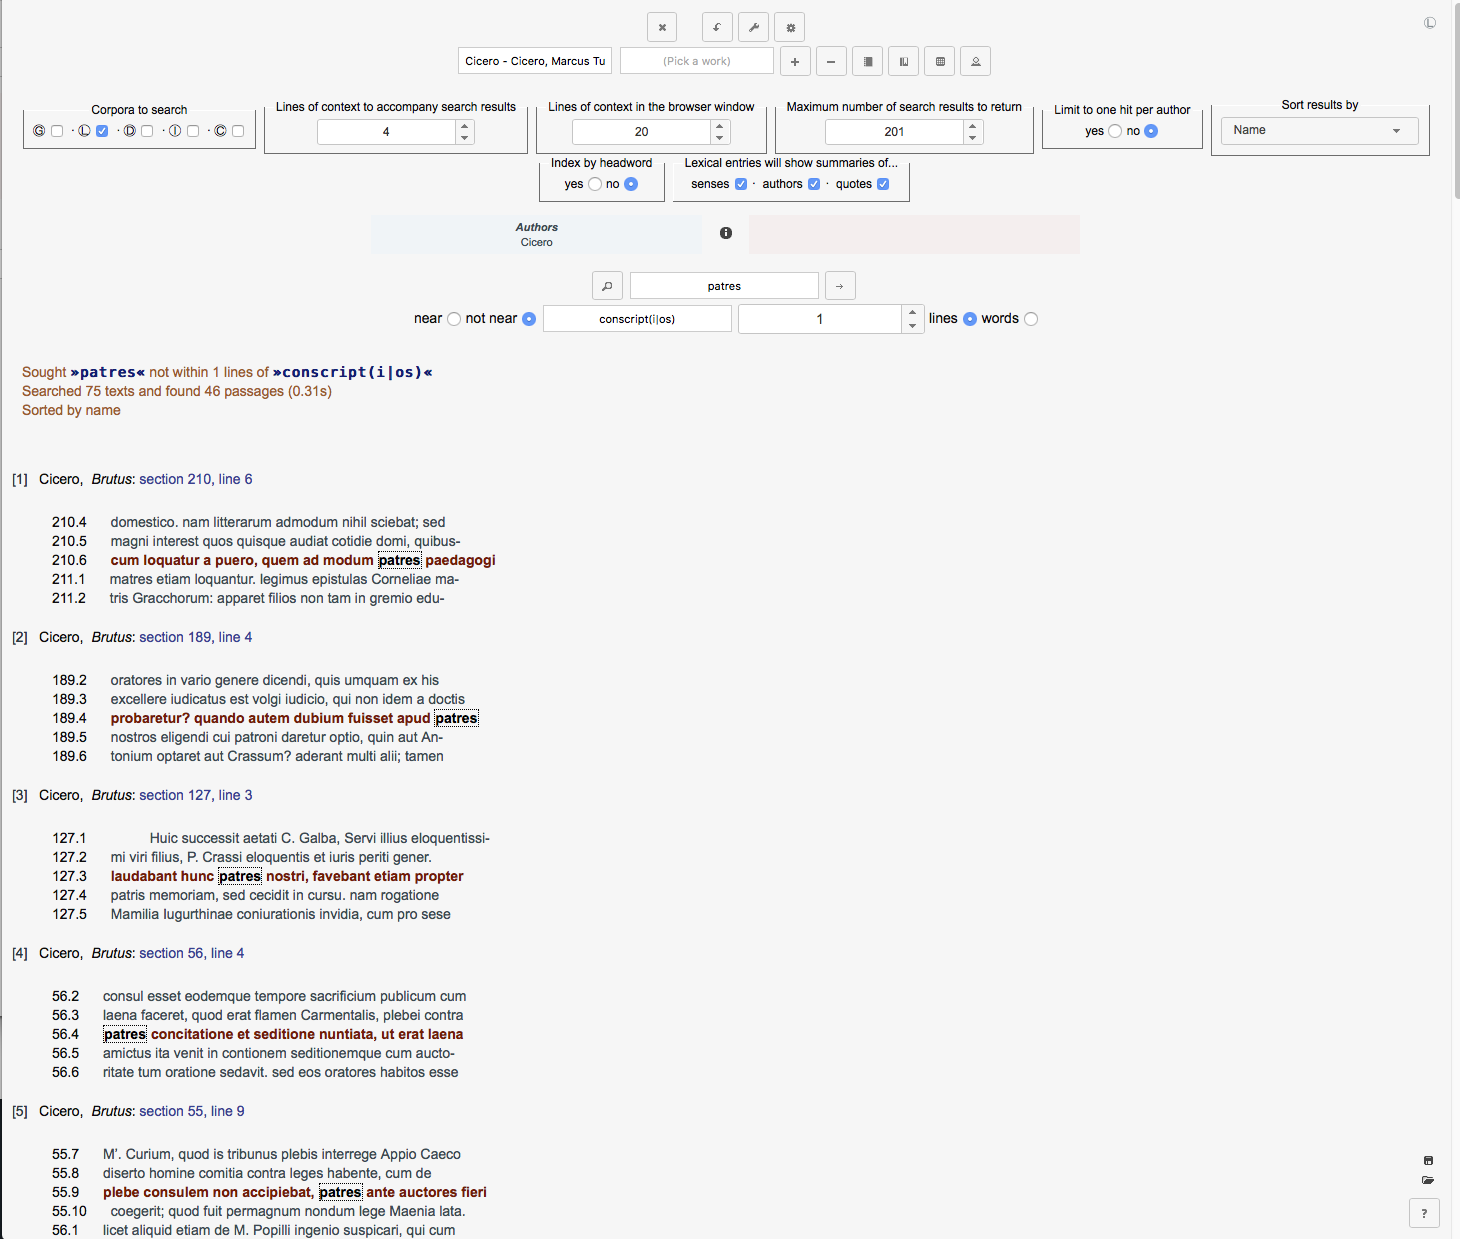 Cicero - Cicero, Marcus Tu (Pick a work)
Corpora to search
Ⓖ · Ⓛ · Ⓓ · Ⓘ · Ⓒ
Lines of context to accompany search results
4
Lines of context in the browser window
20
Maximum number of search results to return
201
Limit to one hit per author
yes no
Sort results by
Name
Index by headword
yes no
Lexical entries will show summaries of...
senses · authors · quotes
Authors
Cicero
patres
near not near conscript(i|os) 1 lines words
Sought »patres« not within 1 lines of »conscript(i|os)«
Searched 75 texts and found 46 passages (0.31s)
Sorted by name
[1] Cicero, Brutus: section 210, line 6
210.4 domestico. nam litterarum admodum nihil sciebat; sed
210.5 magni interest quos quisque audiat cotidie domi, quibus-
210.6 cum loquatur a puero, quem ad modum patres paedagogi
211.1 matres etiam loquantur. legimus epistulas Corneliae ma-
211.2 tris Gracchorum: apparet filios non tam in gremio edu-
[2] Cicero, Brutus: section 189, line 4
189.2 oratores in vario genere dicendi, quis umquam ex his
189.3 excellere iudicatus est volgi iudicio, qui non idem a doctis
189.4 probaretur? quando autem dubium fuisset apud patres
189.5 nostros eligendi cui patroni daretur optio, quin aut An-
189.6 tonium optaret aut Crassum? aderant multi alii; tamen
[3] Cicero, Brutus: section 127, line 3
127.1 Huic successit aetati C. Galba, Servi illius eloquentissi-
127.2 mi viri filius, P. Crassi eloquentis et iuris periti gener.
127.3 laudabant hunc patres nostri, favebant etiam propter
127.4 patris memoriam, sed cecidit in cursu. nam rogatione
127.5 Mamilia Iugurthinae coniurationis invidia, cum pro sese
[4] Cicero, Brutus: section 56, line 4
56.2 consul esset eodemque tempore sacrificium publicum cum
56.3 laena faceret, quod erat flamen Carmentalis, plebei contra
56.4 patres concitatione et seditione nuntiata, ut erat laena
56.5 amictus ita venit in contionem seditionemque cum aucto-
56.6 ritate tum oratione sedavit. sed eos oratores habitos esse
[5] Cicero, Brutus: section 55, line 9
55.7 M′. Curium, quod is tribunus plebis interrege Appio Caeco
55.8 diserto homine comitia contra leges habente, cum de
55.9 plebe consulem non accipiebat, patres ante auctores fieri
55.10 coegerit; quod fuit permagnum nondum lege Maenia lata.
56.1 licet aliquid etiam de M. Popilli ingenio suspicari, qui cum
?